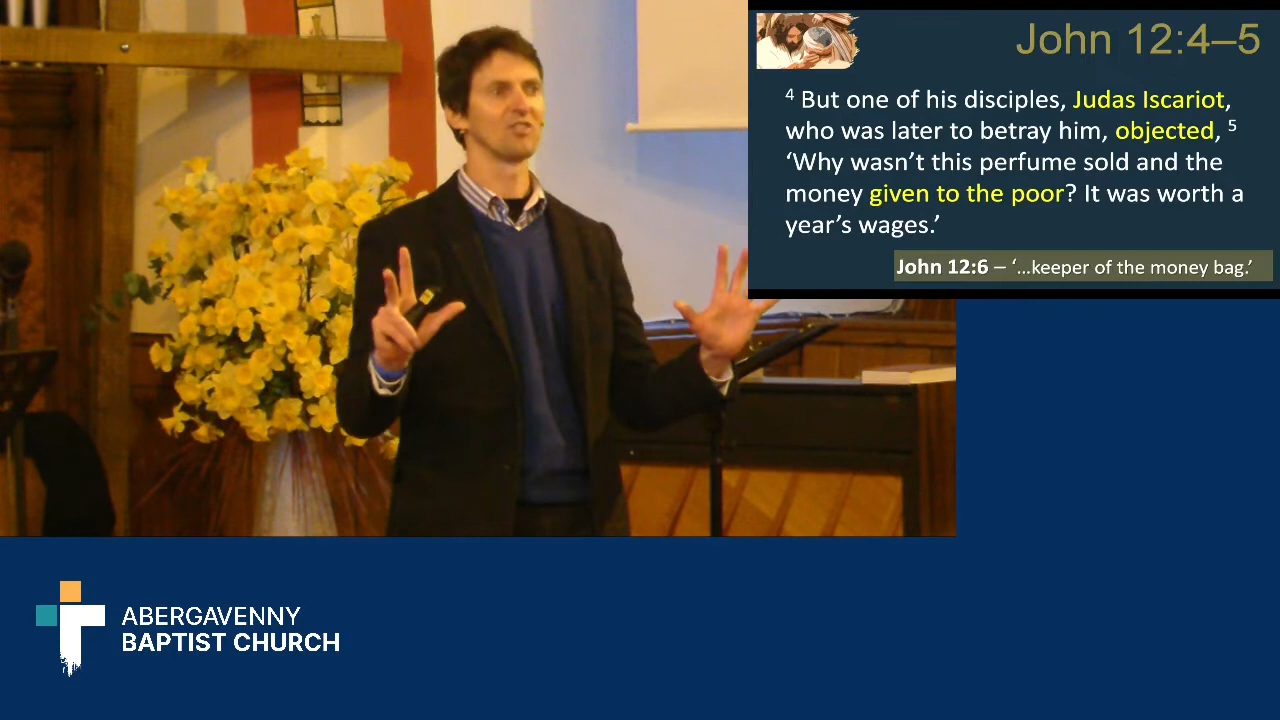 John 12:4–5
⁴ But one of his disciples, Judas Iscariot,
who was later to betray him, objected, ⁵
‘Why wasn’t this perfume sold and the
money given to the poor? It was worth a
year’s wages.’
John 12:6 – ‘…keeper of the money bag.’
ABERGAVENNY
BAPTIST CHURCH